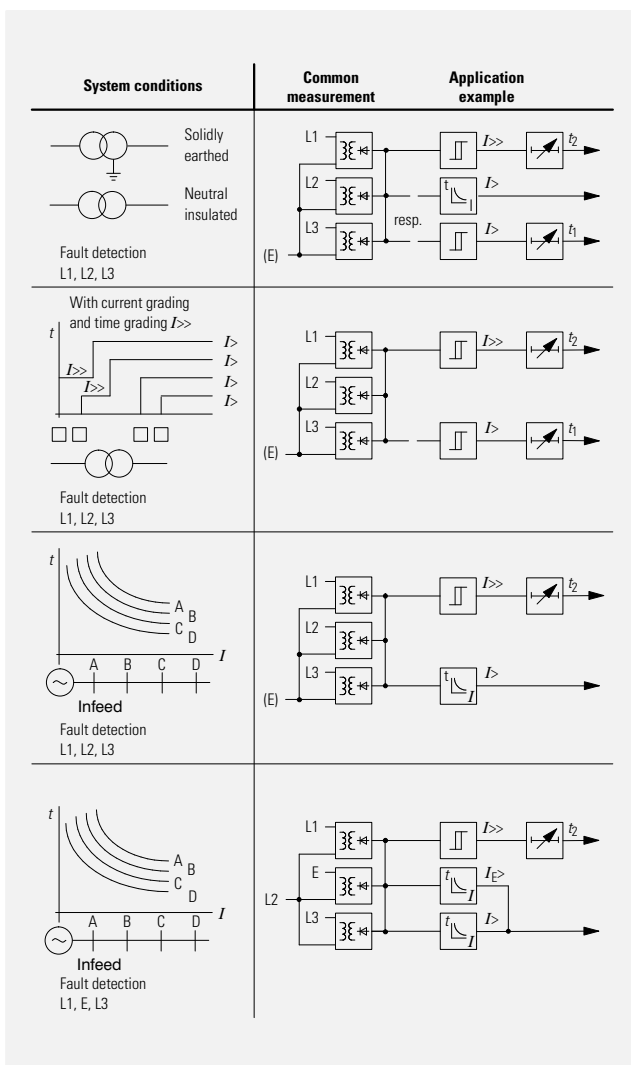 System conditions
Common
measurement
Application
example
Solidly
earthed
Neutral
insulated
Fault detection
L1, L2, L3
L1
L2
L3
(E)
resp.
I>>
t2
t
I
I>
I>
t1
With current grading
and time grading I>>
t
I>>
I>>
I>
I>
I>
I>
Fault detection
L1, L2, L3
L1
L2
L3
(E)
I>>
t2
I>
t1
t
A
B
C
D
I
A B C D
Infeed
Fault detection
L1, L2, L3
L1
L2
L3
(E)
I>>
t2
t
I
I>
t
A
B
C
D
I
A B C D
Infeed
Fault detection
L1, E, L3
L1
E
L2
L3
I>>
t2
t
I
IE>
t
I
I>